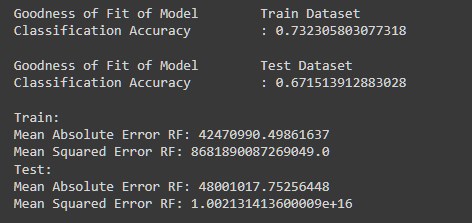 Goodness of Fit of Model        Train Dataset
Classification Accuracy         : 0.732305803077318
Goodness of Fit of Model        Test Dataset
Classification Accuracy         : 0.671513912883028
Train:
Mean Absolute Error RF: 42470990.49861637
Mean Squared Error RF: 8681890087269049.0
Test:
Mean Absolute Error RF: 48001017.75256448
Mean Squared Error RF: 1.002131413600009e+16